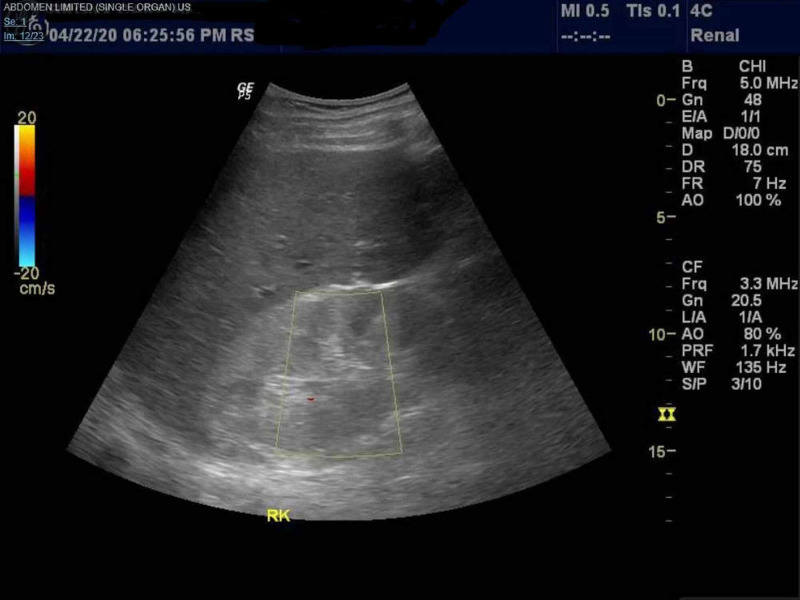 ABDOMEN LIMITED (SINGLE ORGAN) US
Se: 1
Im: 12/23
04/22/20 06:25:56 PM RS
MI 0.5 TIs 0.1 4C
--:--:-- Renal
GE
PS
B CHI
Frq 5.0 MHz
Gn 48
E/A 1/1
Map D/0/0
D 18.0 cm
DR 75
FR 7 Hz
AO 100 %
CF
Frq 3.3 MHz
Gn 20.5
L/A 1/A
AO 80 %
PRF 1.7 kHz
WF 135 Hz
S/P 3/10
20
-20
cm/s
0
5
10
15
RK